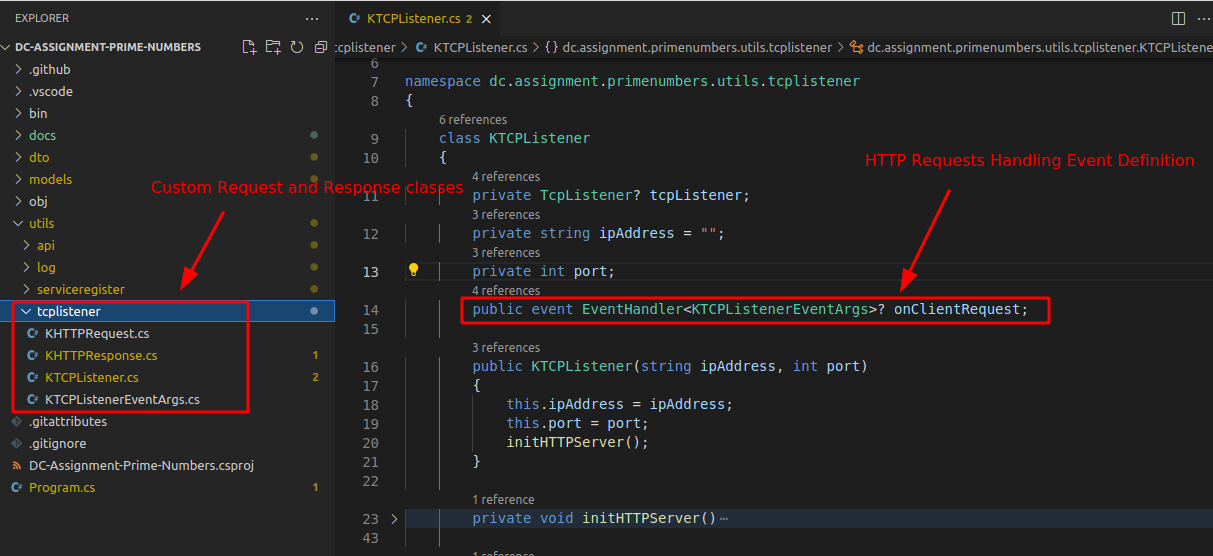 EXPLORER
DC-ASSIGNMENT-PRIME-NUMBERS
.github
.vscode
bin
docs
dto
models
obj
utils
api
log
serviceregister
tcplistener
KHTTPRequest.cs
KHTTPResponse.cs 1
KTCPListener.cs 2
KTCPListenerEventArgs.cs
.gitattributes
.gitignore
DC-Assignment-Prime-Numbers.csproj
Program.cs 1
Custom Request and Response classes
KTCPListener.cs 2
tcplistener > KTCPListener.cs > {} dc.assignment.primenumbers.utils.tcplistener > dc.assignment.primenumbers.utils.tcplistener.KTCPListene
6
7 namespace dc.assignment.primenumbers.utils.tcplistener
8 {
6 references
9 class KTCPListener
10 {
HTTP Requests Handling Event Definition
4 references
11 private TcpListener? tcpListener;
3 references
12 private string ipAddress = "";
3 references
13 private int port;
4 references
14 public event EventHandler<KTCPListenerEventArgs>? onClientRequest;
15
3 references
16 public KTCPListener(string ipAddress, int port)
17 {
18 this.ipAddress = ipAddress;
19 this.port = port;
20 initHTTPServer();
21 }
22
1 reference
23 private void initHTTPServer()⋯
43
1 reference